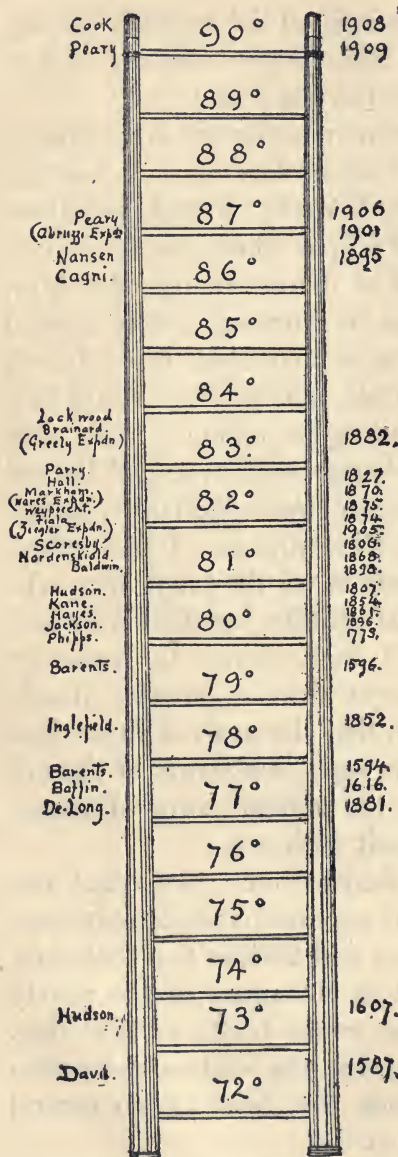 Cook 90° 1908
Peary 1909
89°
88°
Peary 87° 1906
(Abruzzi Expdn 1901
Nansen 1895
Cagni. 86°
85°
84°
Lockwood
Brainard.
(Greely Expdn) 83° 1882.
Parry. 1827.
Hall. 1870.
Markham. 1875.
(Nares Expdn.) 82° 1874.
Weyprecht. 1905.
Fiala 1806.
(Ziegler Expdn.) 1868.
Scoresby.
Nordenskiold. 81° 1898.
Baldwin.
Hudson. 1807.
Kane. 1854.
Hayes. 80° 1861.
Jackson. 1896.
Phipps. 773.
Barents. 79° 1596.
Inglefield. 78° 1852.
Barents. 1594.
Baffin. 77° 1616.
De-Long. 1881.
76°
75°
74°
Hudson. 73° 1607.
Davis. 72° 1587.